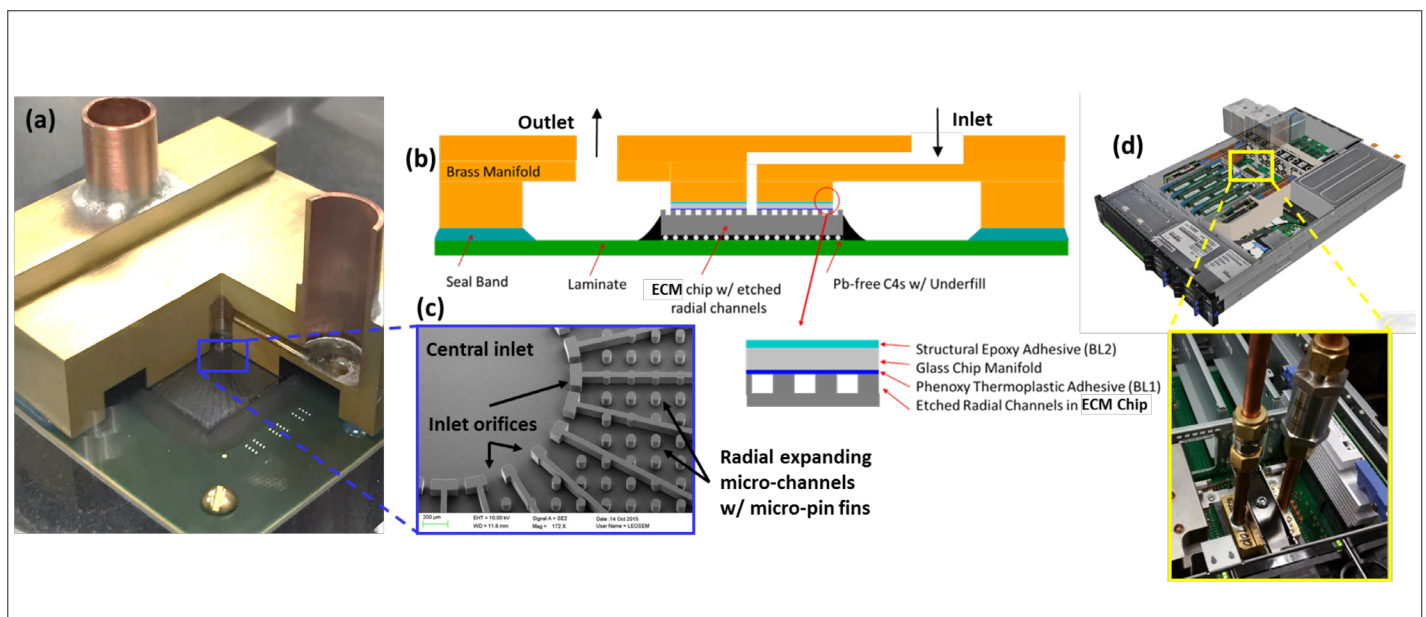 (a)
(b)
Outlet
Inlet
Brass Manifold
Seal Band
Laminate
ECM chip w/ etched
radial channels
Pb-free C4s w/ Underfill
Structural Epoxy Adhesive (BL2)
Glass Chip Manifold
Phenoxy Thermoplastic Adhesive (BL1)
Etched Radial Channels in ECM Chip
(c)
Central inlet
Inlet orifices
Radial expanding
micro-channels
w/ micro-pin fins
200 µm
EHT = 10.00 kV
WD = 11.6 mm
Signal A = SE2
Mag = 172 X
Date :14 Oct 2015
User Name = LEOSEM
(d)